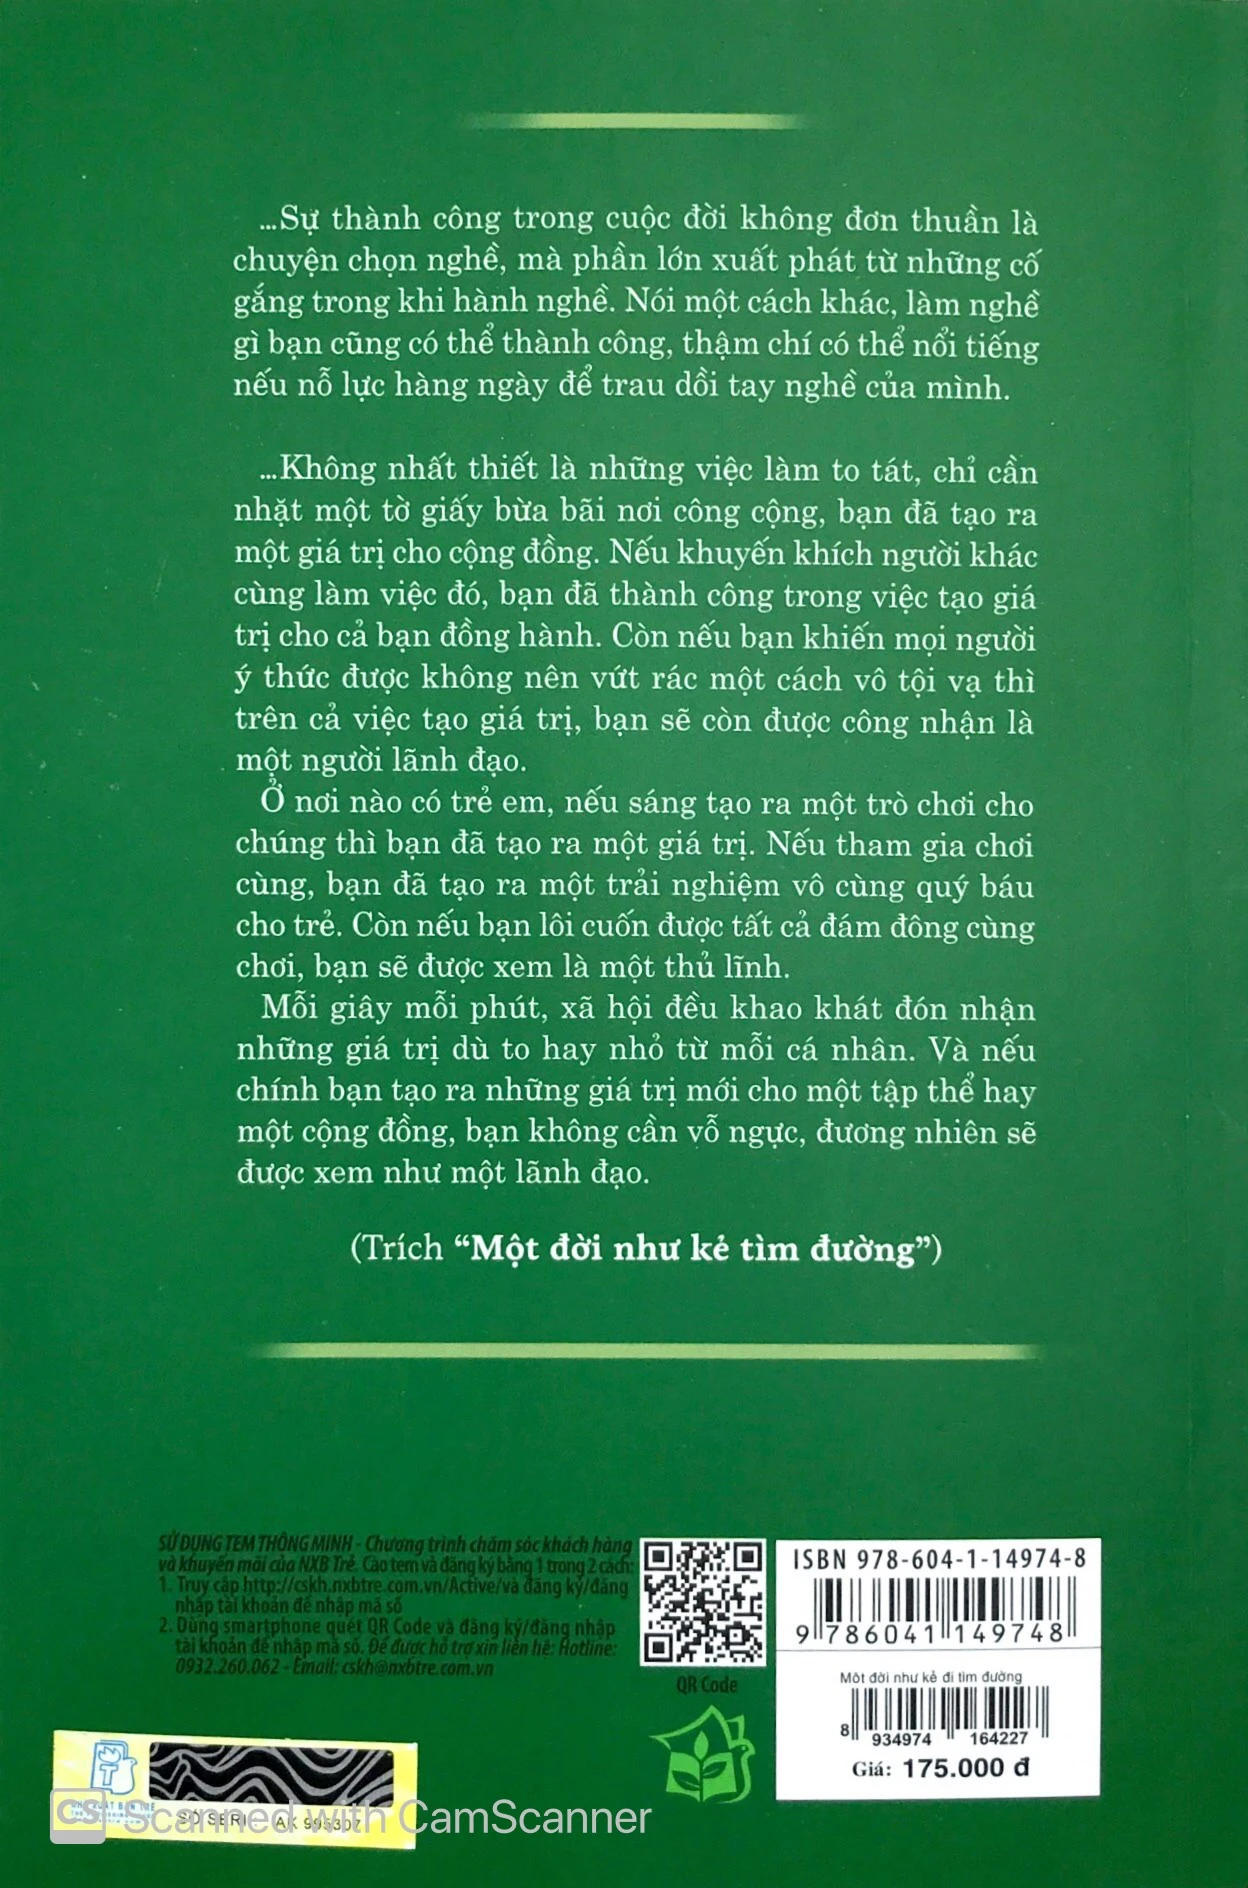 ...Sự thành công trong cuộc đời không đơn thuần là
chuyện chọn nghề, mà phần lớn xuất phát từ những cố
gắng trong khi hành nghề. Nói một cách khác, làm nghề
gì bạn cũng có thể thành công, thậm chí có thể nổi tiếng
nếu nỗ lực hàng ngày để trau dồi tay nghề của mình.
...Không nhất thiết là những việc làm to tát, chỉ cần
nhặt một tờ giấy bừa bãi nơi công cộng, bạn đã tạo ra
một giá trị cho cộng đồng. Nếu khuyến khích người khác
cùng làm việc đó, bạn đã thành công trong việc tạo giá
trị cho cả bạn đồng hành. Còn nếu bạn khiến mọi người
ý thức được không nên vứt rác một cách vô tội vạ thì
trên cả việc tạo giá trị, bạn sẽ còn được công nhận là
một người lãnh đạo.
Ở nơi nào có trẻ em, nếu sáng tạo ra một trò chơi cho
chúng thì bạn đã tạo ra một giá trị. Nếu tham gia chơi
cùng, bạn đã tạo ra một trải nghiệm vô cùng quý báu
cho trẻ. Còn nếu bạn lôi cuốn được tất cả đám đông cùng
chơi, bạn sẽ được xem là một thủ lĩnh.
Mỗi giây mỗi phút, xã hội đều khao khát đón nhận
những giá trị dù to hay nhỏ từ mỗi cá nhân. Và nếu
chính bạn tạo ra những giá trị mới cho một tập thể hay
một cộng đồng, bạn không cần vỗ ngực, đương nhiên sẽ
được xem như một lãnh đạo.
(Trích “Một đời như kẻ tìm đường”)
SỬ DỤNG TEM THÔNG MINH - Chương trình chăm sóc khách hàng
và khuyến mãi của NXB Trẻ. Cào tem và đăng ký bằng 1 trong 2 cách:
1. Truy cập http://cskh.nxbtre.com.vn/Active/và đăng ký/đăng
nhập tài khoản để nhập mã số
2. Dùng smartphone quét QR Code và đăng ký/đăng nhập
tài khoản để nhập mã số. Để được hỗ trợ xin liên hệ: Hotline:
0932.260.062 - Email: cskh@nxbtre.com.vn
QR Code
ISBN 978-604-1-14974-8
9 786041 149748
Một đời như kẻ đi tìm đường
8 934974 164227
Giá: 175.000 đ
SỐ SERI AK 995307
CS Scanned with CamScanner